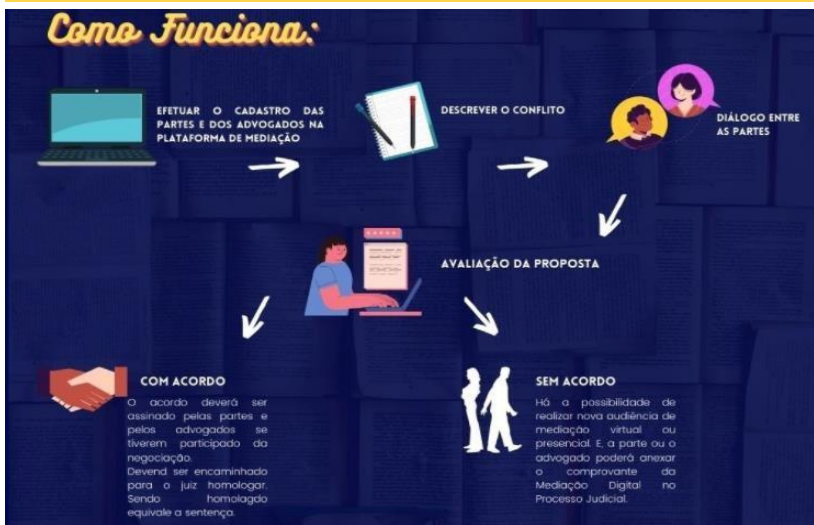 Como Funciona:
EFETUAR O CADASTRO DAS
PARTES E DOS ADVOGADOS NA
PLATAFORMA DE MEDIAÇÃO
DESCREVER O CONFLITO
DIÁLOGO ENTRE
AS PARTES
AVALIAÇÃO DA PROPOSTA
COM ACORDO
O acordo deverá ser
assinado pelas partes e
pelos advogados se
tiverem participado da
negociação.
Devend ser encaminhado
para o juiz homologar.
Sendo homolagdo
equivale a sentença.
SEM ACORDO
Há a possibilidade de
realizar nova audiência de
mediação virtual ou
presencial. E, a parte ou o
advogado poderá anexar
o comprovante da
Mediação Digital no
Processo Judicial.